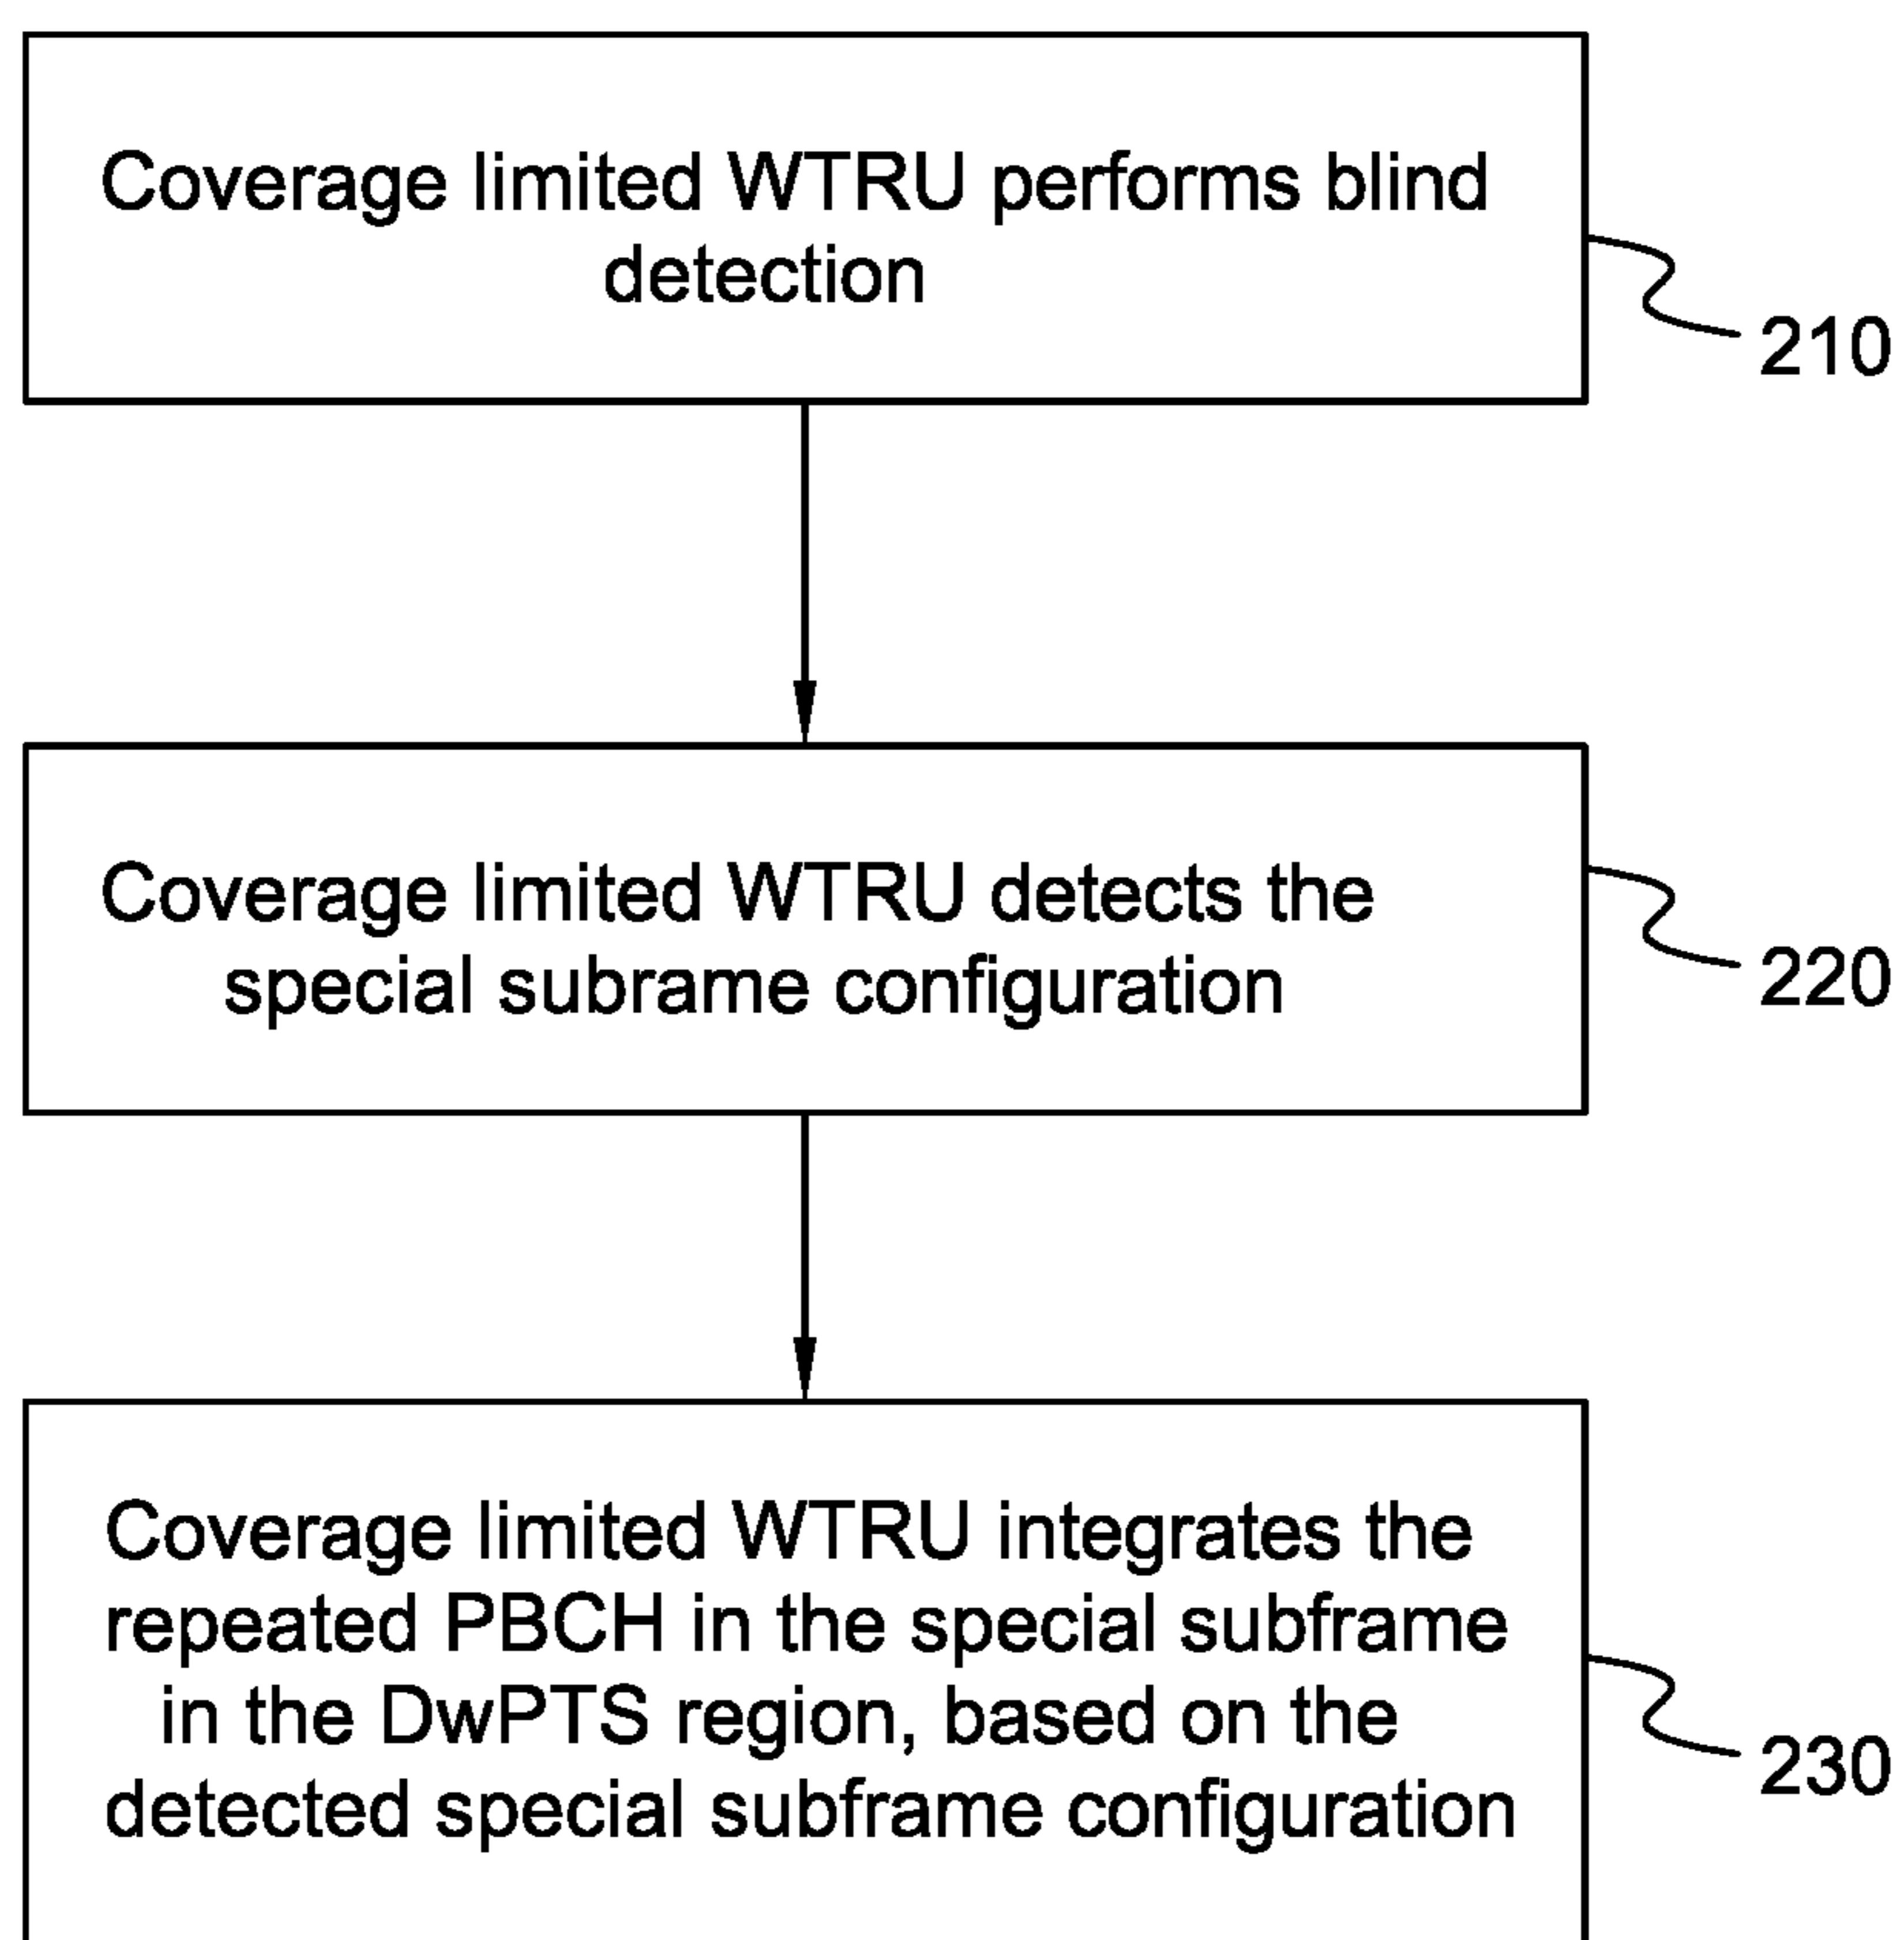 Coverage limited WTRU performs blind
detection
210
Coverage limited WTRU detects the
special subrame configuration
220
Coverage limited WTRU integrates the
repeated PBCH in the special subframe
in the DwPTS region, based on the
detected special subframe configuration
230